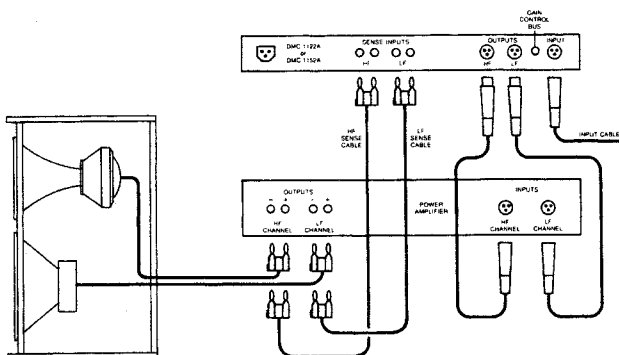 GAIN
CONTROL
BUS
DMC 1122A
or
DMC 1152A
SENSE INPUTS
HF LF
OUTPUTS
HF LF
INPUT
HF
SENSE
CABLE
LF
SENSE
CABLE
INPUT CABLE
OUTPUTS
- + - +
HF
CHANNEL
LF
CHANNEL
POWER
AMPLIFIER
INPUTS
HF
CHANNEL
LF
CHANNEL